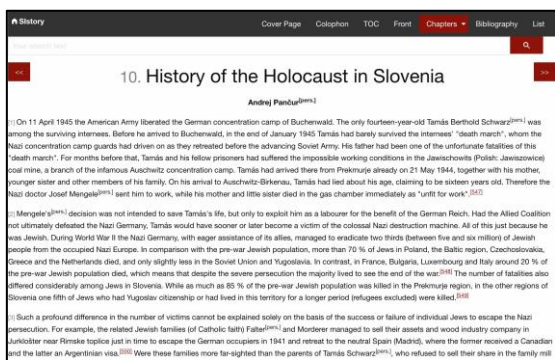 SIstory
Cover Page Colophon TOC Front Chapters Bibliography List
Your search text
<< 10. History of the Holocaust in Slovenia >>
Andrej Pančur[pers.]
[1] On 11 April 1945 the American Army liberated the German concentration camp of Buchenwald. The only fourteen-year-old Tamás Berthold Schwarz[pers.] was
among the surviving internees. Before he arrived to Buchenwald, in the end of January 1945 Tamás had barely survived the internees' "death march", whom the
Nazi concentration camp guards had driven on as they retreated before the advancing Soviet Army. His father had been one of the unfortunate fatalities of this
"death march". For months before that, Tamás and his fellow prisoners had suffered the impossible working conditions in the Jawischowits (Polish: Jawiszowice)
coal mine, a branch of the infamous Auschwitz concentration camp. Tamás had arrived there from Prekmurje already on 21 May 1944, together with his mother,
younger sister and other members of his family. On his arrival to Auschwitz-Birkenau, Tamás had lied about his age, claiming to be sixteen years old. Therefore the
Nazi doctor Josef Mengele[pers.] sent him to work, while his mother and little sister died in the gas chamber immediately as "unfit for work".[547]
[2] Mengele's[pers.] decision was not intended to save Tamás's life, but only to exploit him as a labourer for the benefit of the German Reich. Had the Allied Coalition
not ultimately defeated the Nazi Germany, Tamás would have sooner or later become a victim of the colossal Nazi destruction machine. All of this just because he
was Jewish. During World War II the Nazi Germany, with eager assistance of its allies, managed to eradicate two thirds (between five and six million) of Jewish
people from the occupied Nazi Europe. In comparison with the pre-war Jewish population, more than 70 % of Jews in Poland, the Baltic region, Czechoslovakia,
Greece and the Netherlands died, and only slightly less in the Soviet Union and Yugoslavia. In contrast, in France, Bulgaria, Luxembourg and Italy around 20 % of
the pre-war Jewish population died, which means that despite the severe persecution the majority lived to see the end of the war.[548] The number of fatalities also
differed considerably among Jews in Slovenia. While as much as 85 % of the pre-war population was killed in the Prekmurje region, in the other regions of
Slovenia one fifth of Jews who had Yugoslav citizenship or had lived in this territory for a longer period (refugees excluded) were killed.[549]
[3] Such a profound difference in the number of victims cannot be explained solely on the basis of the success or failure of individual Jews to escape the Nazi
persecution. For example, the related Jewish families (of Catholic faith) Falter[pers.] and Morderer managed to sell their assets and wood industry company in
Jurklošter near Rimske toplice just in time to escape the German occupiers in 1941 and retreat to the neutral Spain (Madrid), where the former received a Canadian
and the latter an Argentinian visa.[550] Were these families more far-sighted than the parents of Tamás Schwarz[pers.], who refused to sell their share in the family mill